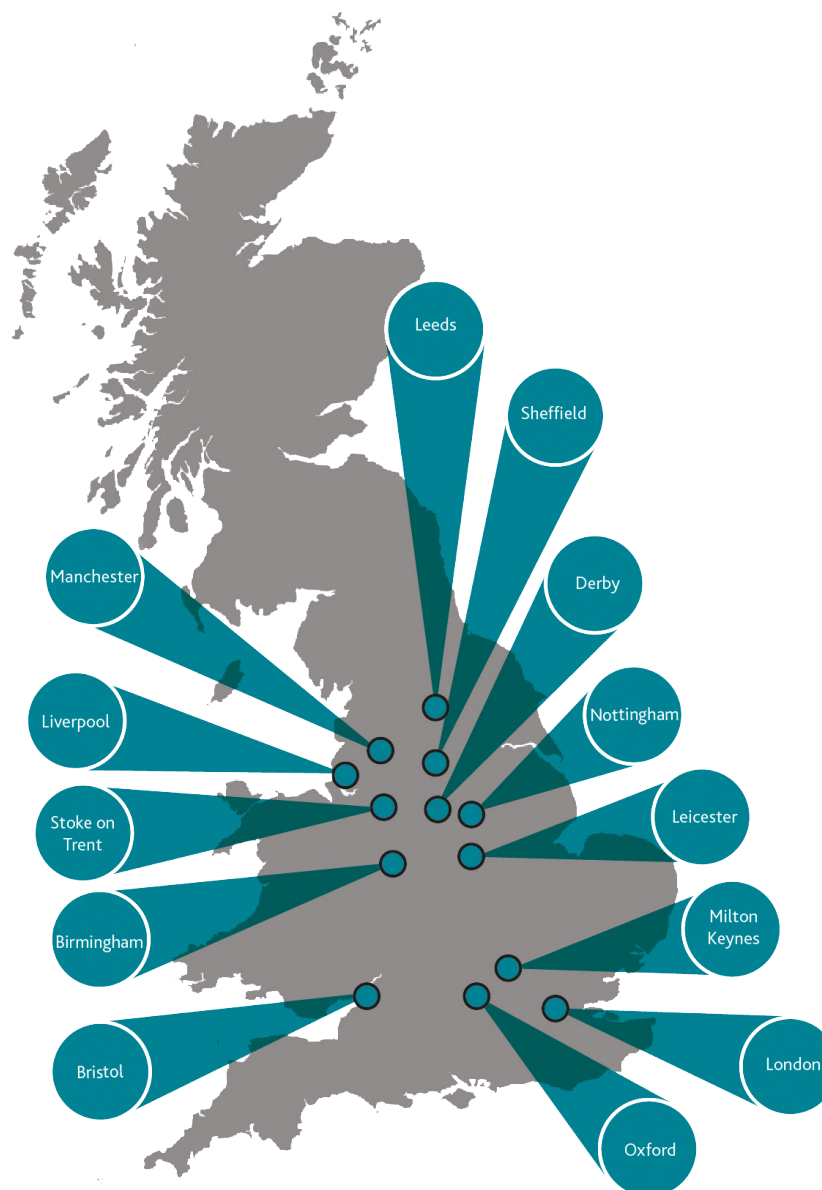 Leeds
Sheffield
Manchester
Derby
Nottingham
Liverpool
Leicester
Stoke on
Trent
Milton
Keynes
Birmingham
London
Bristol
Oxford